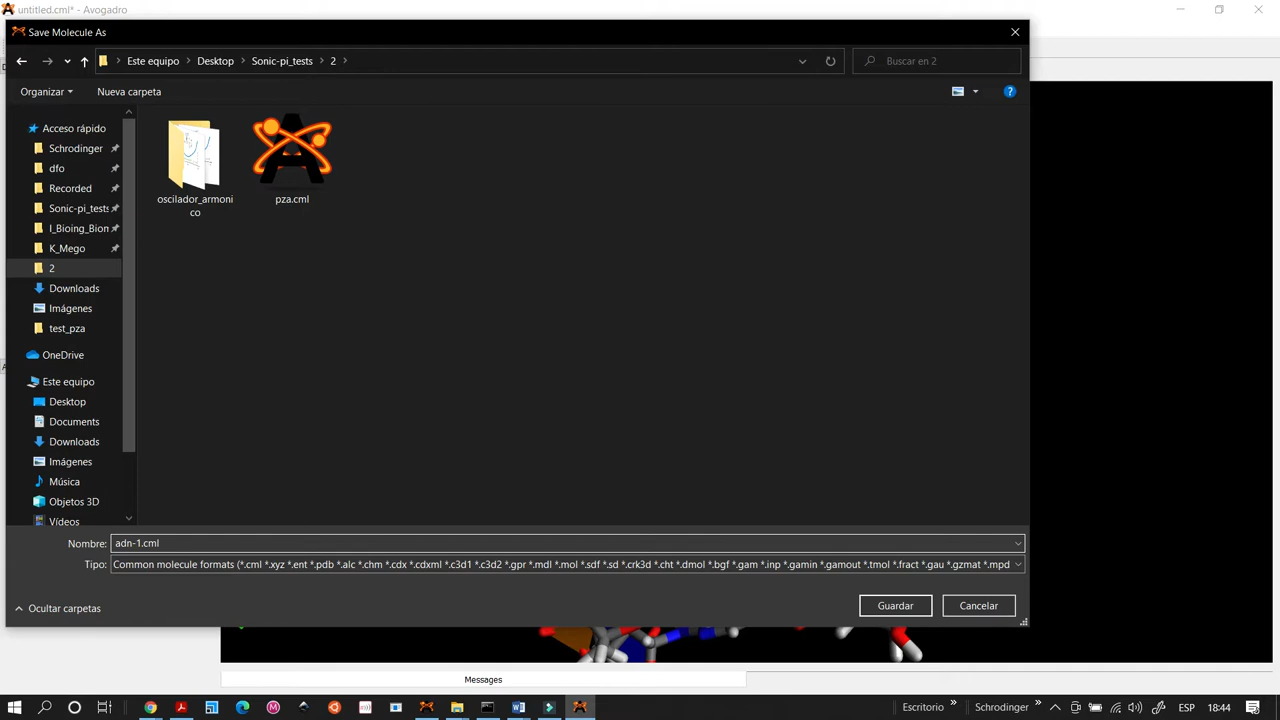 untitled.cml* - Avogadro
Save Molecule As
Este equipo
Desktop
Sonic-pi_tests
2
Buscar en 2
Organizar
Nueva carpeta
Acceso rápido
Schrodinger
dfo
Recorded
Sonic-pi_tests
I_Bioing_Bion
K_Mego
2
Downloads
Imágenes
test_pza
OneDrive
Este equipo
Desktop
Documents
Downloads
Imágenes
Música
Objetos 3D
Vídeos
oscilador_armoni
co
pza.cml
Nombre: adn-1.cml
Tipo: Common molecule formats (*.cml *.xyz *.ent *.pdb *.alc *.chm *.cdx *.cdxml *.c3d1 *.c3d2 *.gpr *.mdl *.mol *.sdf *.sd *.crk3d *.cht *.dmol *.bgf *.gam *.inp *.gamin *.gamout *.tmol *.fract *.gau *.gzmat *.mpd
Ocultar carpetas
Guardar
Cancelar
Messages
Escritorio
Schrodinger
ESP
18:44